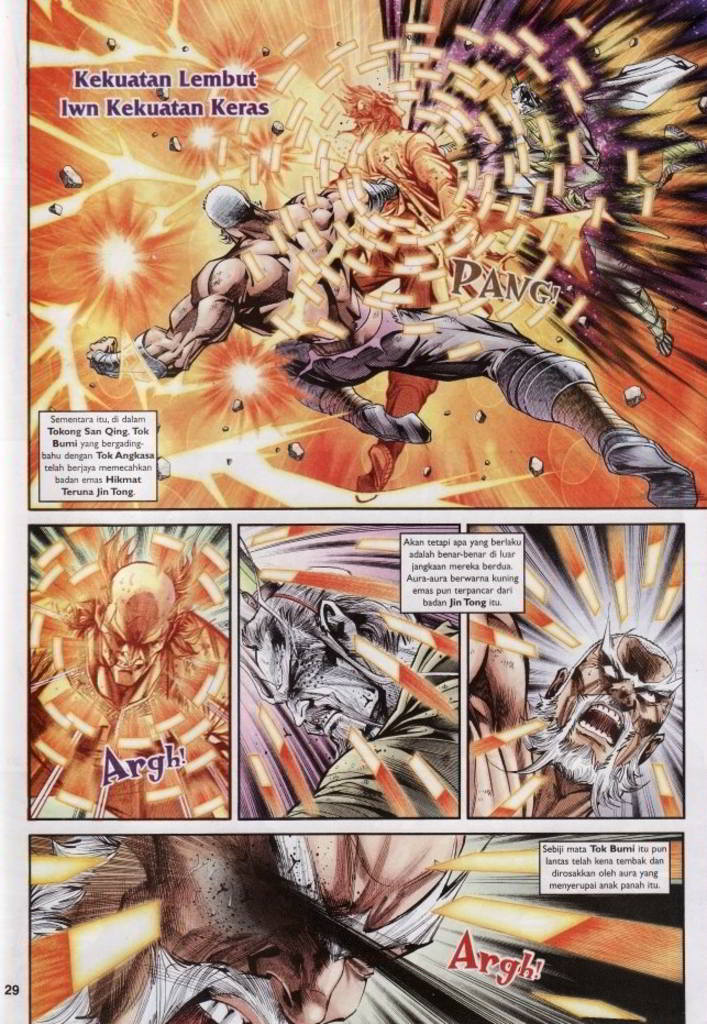 Kekuatan Lembut
lwn Kekuatan Keras
PANG!
Sementara itu, di dalam
Tokong San Qing, Tok
Bumi yang bergading-
bahu dengan Tok Angkasa
telah berjaya memecahkan
badan emas Hikmat
Teruna Jin Tong.
Argh!
Akan tetapi apa yang berlaku
adalah benar-benar di luar
jangkaan mereka berdua.
Aura-aura berwarna kuning
emas pun terpancar dari
badan Jin Tong itu.
Sebiji mata Tok Bumi itu pun
lantas telah kena tembak dan
dirosakkan oleh aura yang
menyerupai anak panah itu.
Argh!
29